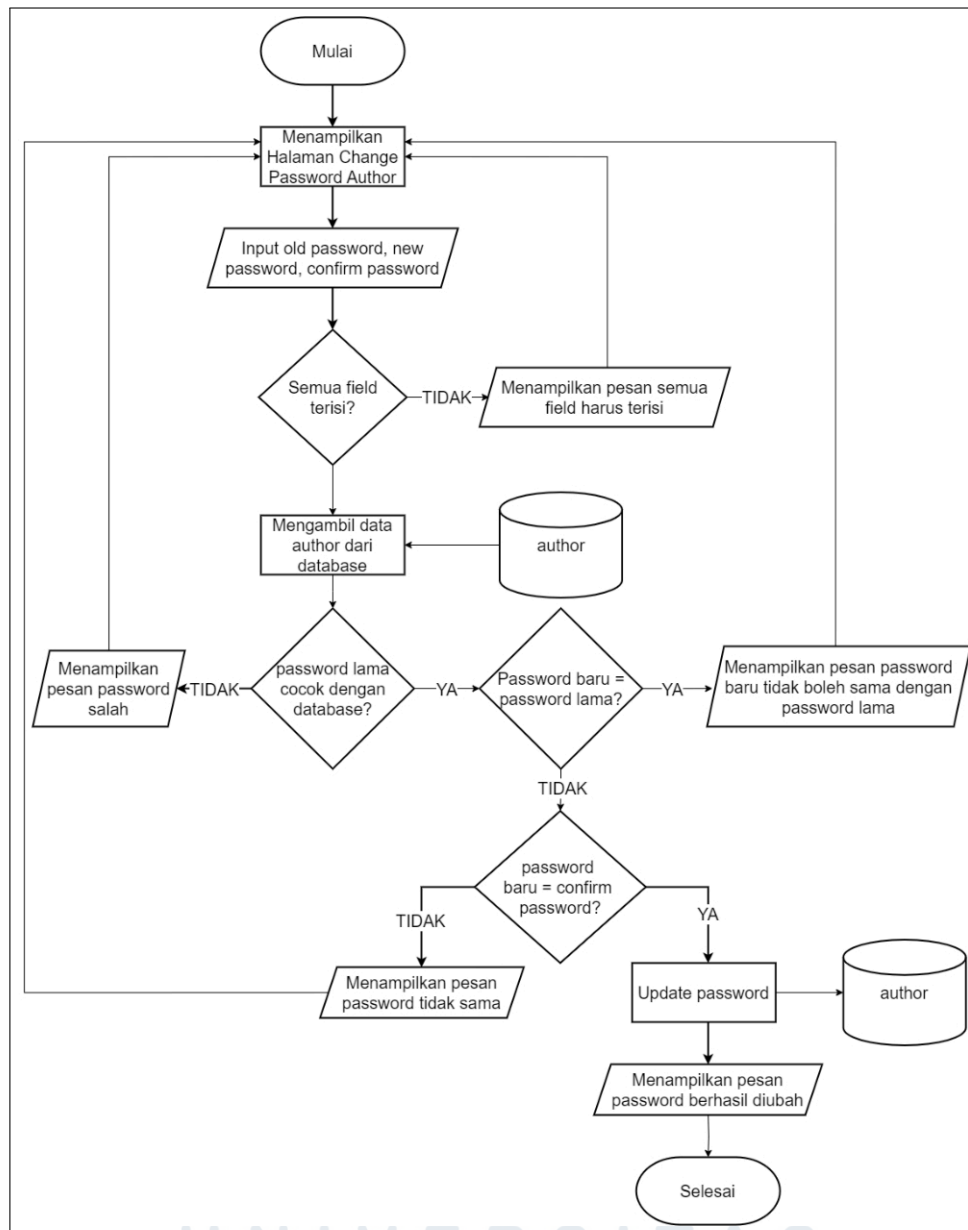 Mulai
Menampilkan
Halaman Change
Password Author
Input old password, new
password, confirm password
Semua field
terisi?
TIDAK
Menampilkan pesan semua
field harus terisi
Mengambil data
author dari
database
author
Menampilkan
pesan password
salah
TIDAK
password lama
cocok dengan
database?
YA
Password baru =
password lama?
YA
Menampilkan pesan password
baru tidak boleh sama dengan
password lama
TIDAK
password
baru = confirm
password?
TIDAK
YA
Menampilkan pesan
password tidak sama
Update password
author
Menampilkan pesan
password berhasil diubah
Selesai